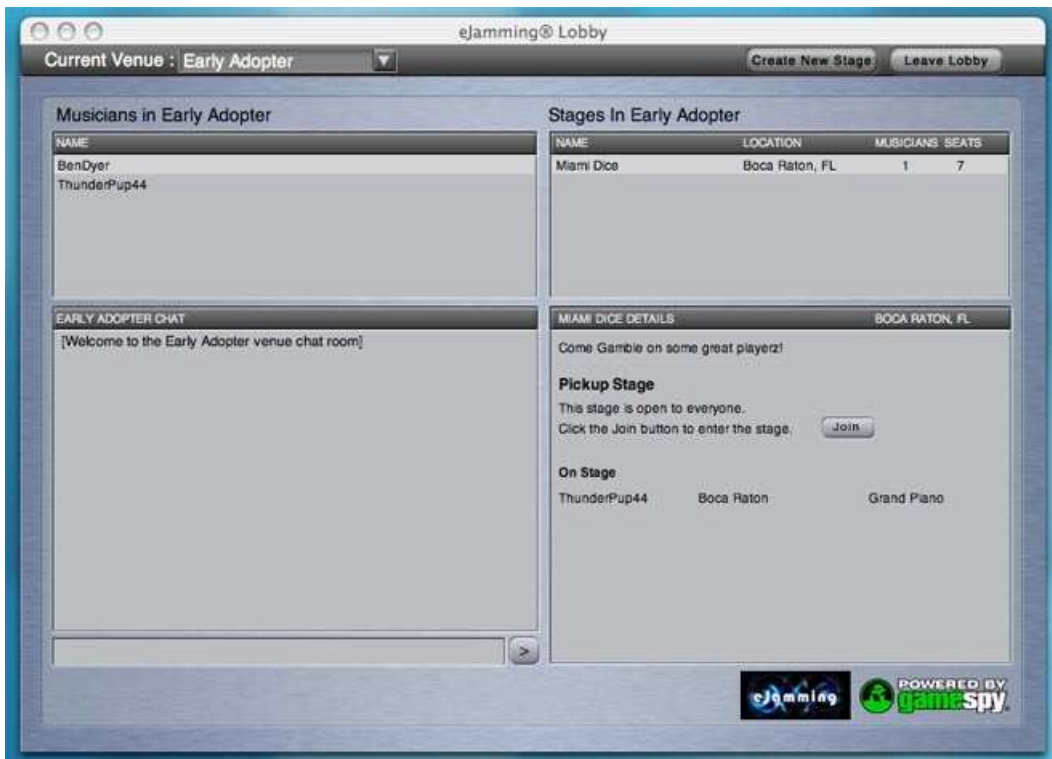 eJamming® Lobby
Current Venue : Early Adopter
Create New Stage
Leave Lobby
Musicians in Early Adopter
NAME
BenDyer
ThunderPup44
Stages In Early Adopter
NAME LOCATION MUSICIANS SEATS
Miami Dice Boca Raton, FL 1 7
EARLY ADOPTER CHAT
[Welcome to the Early Adopter venue chat room]
>
MIAMI DICE DETAILS BOCA RATON, FL
Come Gamble on some great playerz!
Pickup Stage
This stage is open to everyone.
Click the Join button to enter the stage. Join
On Stage
ThunderPup44 Boca Raton Grand Piano
eJamming
POWERED BY
gamespy